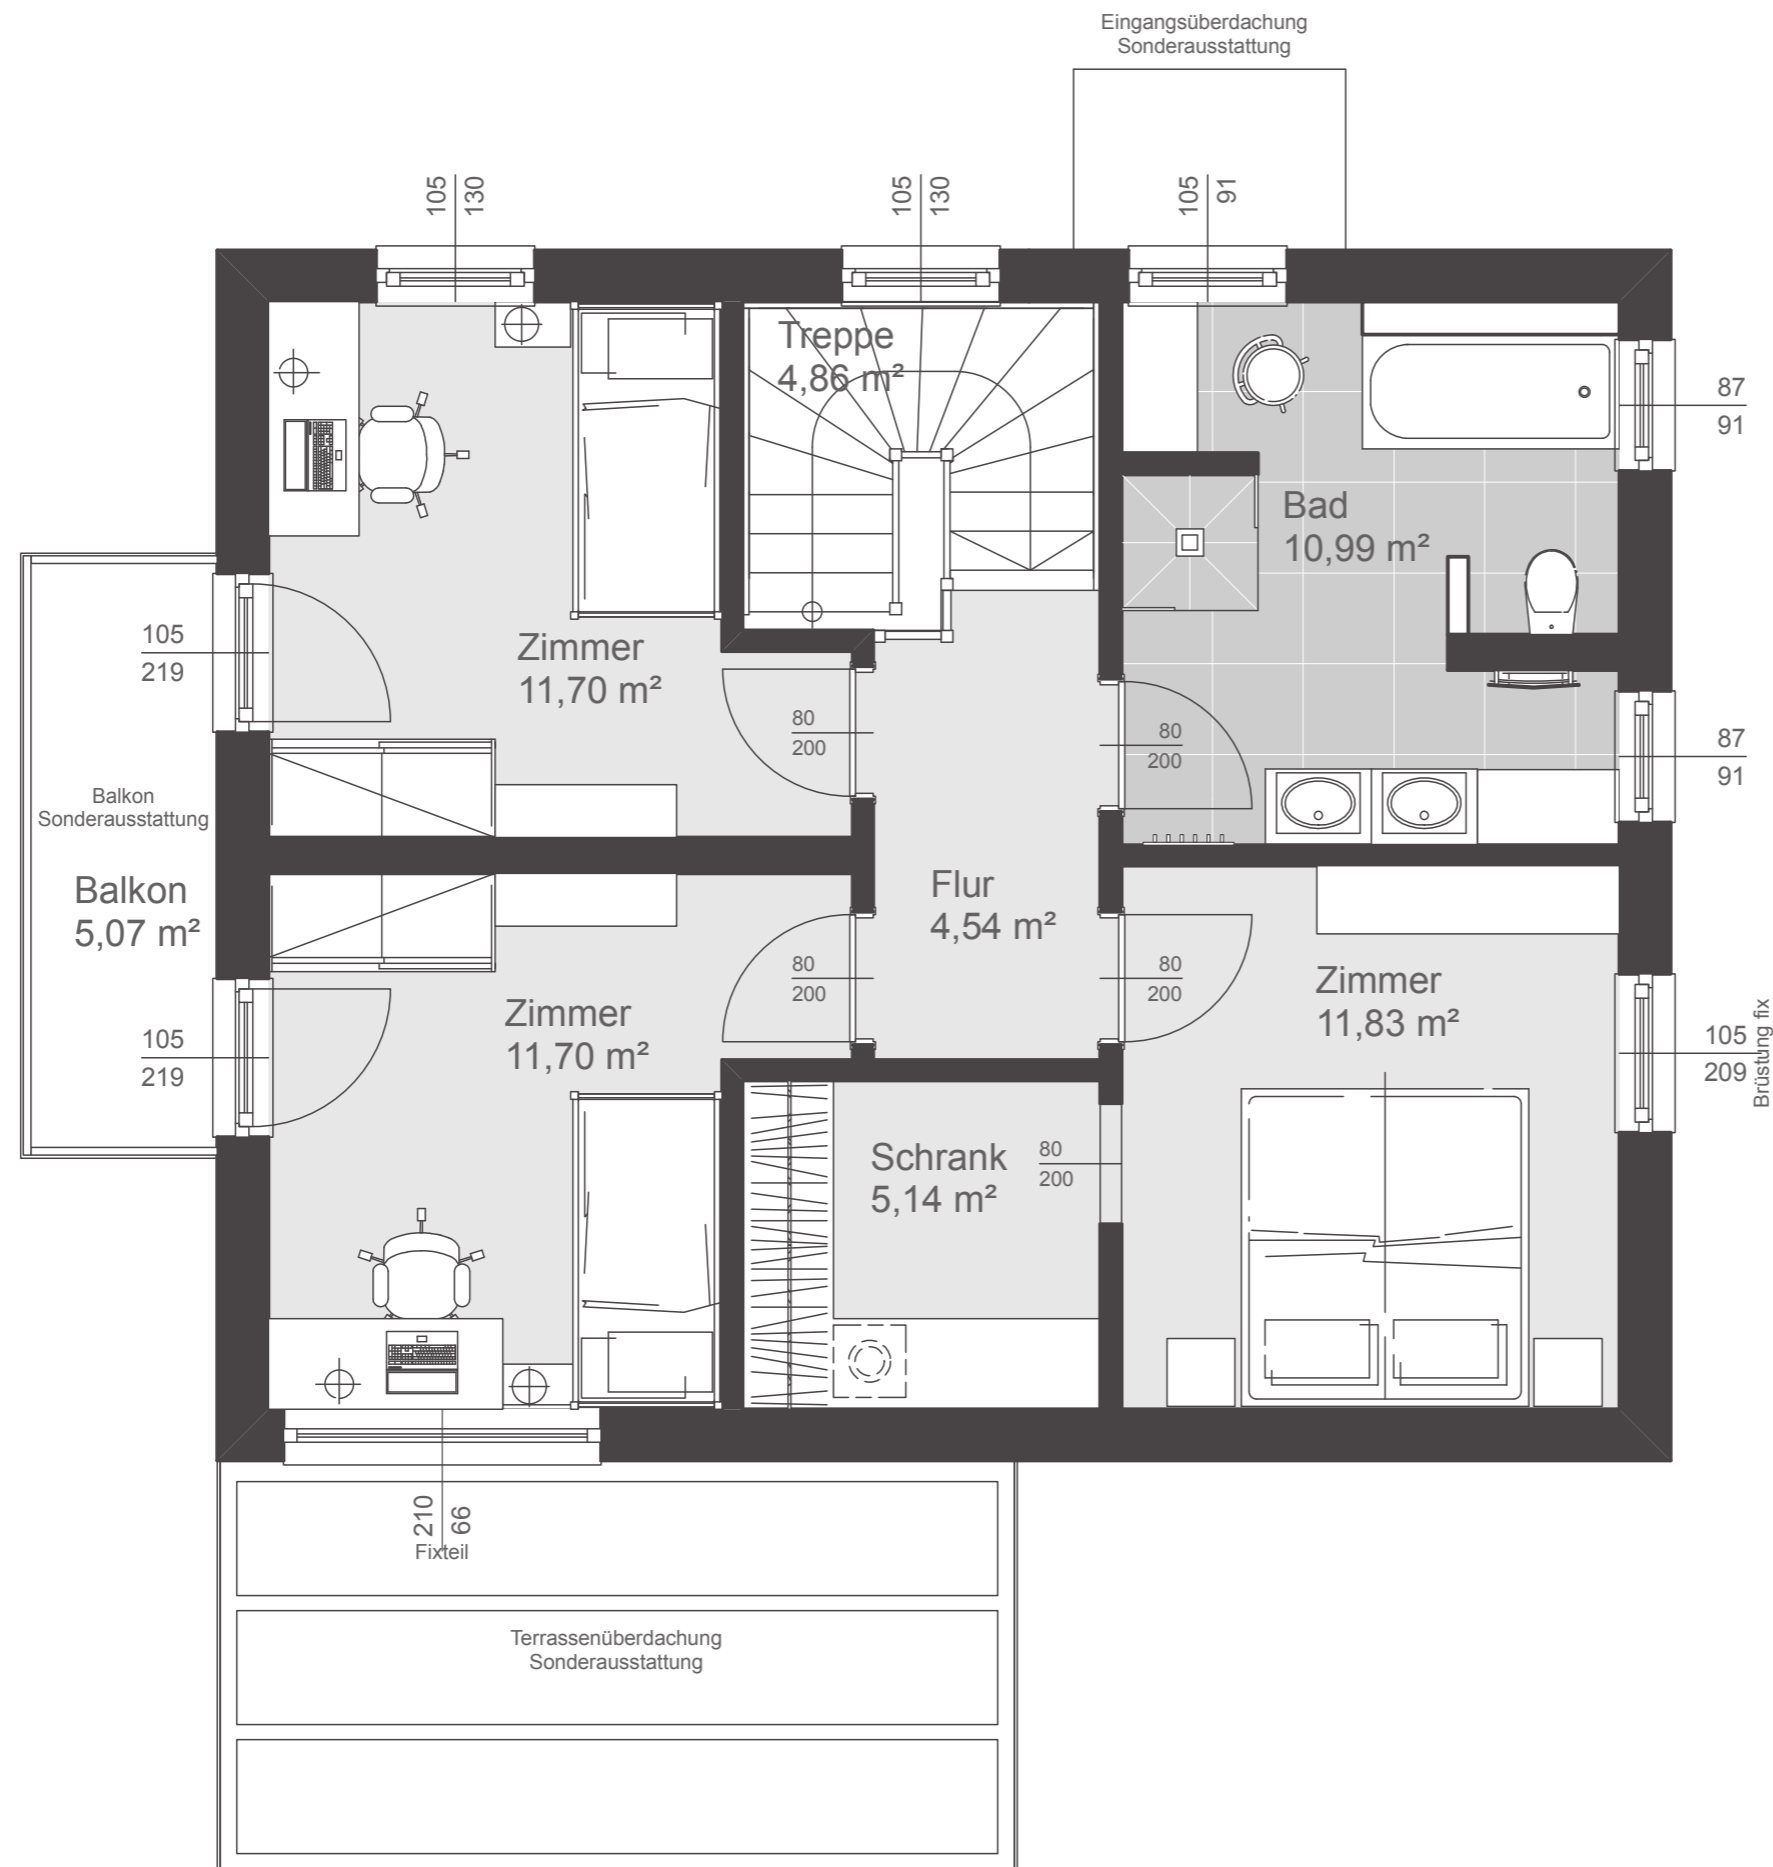 Eingangsüberdachung
Sonderausstattung
105
130
105
130
105
91
Treppe
4,86 m²
87
91
Bad
10,99 m²
105
219
Zimmer
11,70 m²
80
200
80
200
87
91
Balkon
Sonderausstattung
Balkon
5,07 m²
Flur
4,54 m²
80
200
80
200
Zimmer
11,83 m²
Zimmer
11,70 m²
105
219
105
209
Brüstung fix
Schrank
5,14 m²
80
200
210
66
Fixteil
Terrassenüberdachung
Sonderausstattung